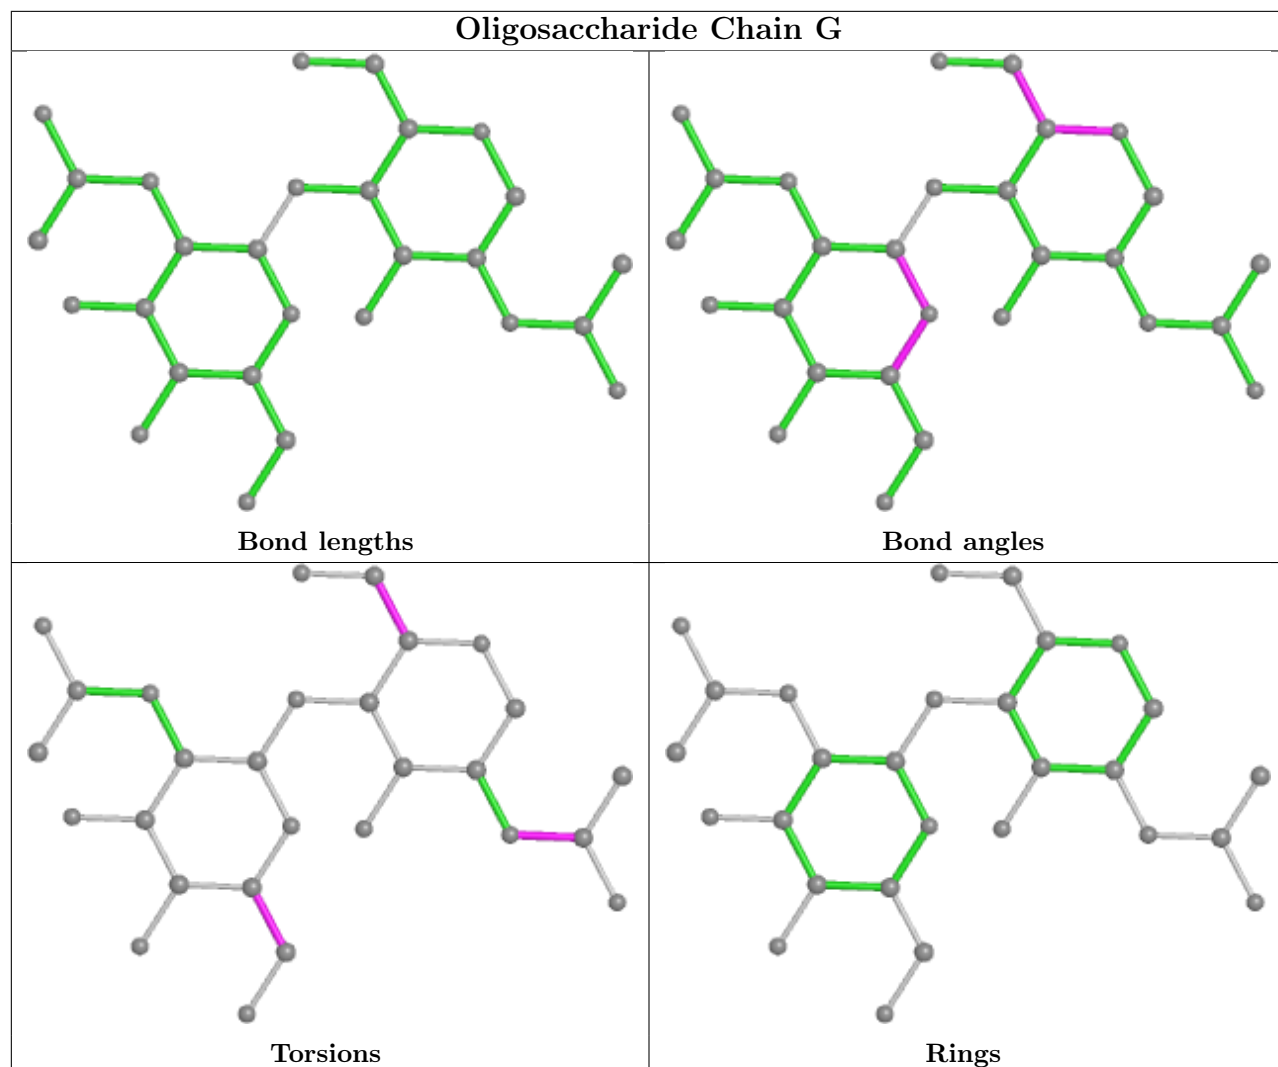 Oligosaccharide Chain G
Bond lengths
Bond angles
Torsions
Rings